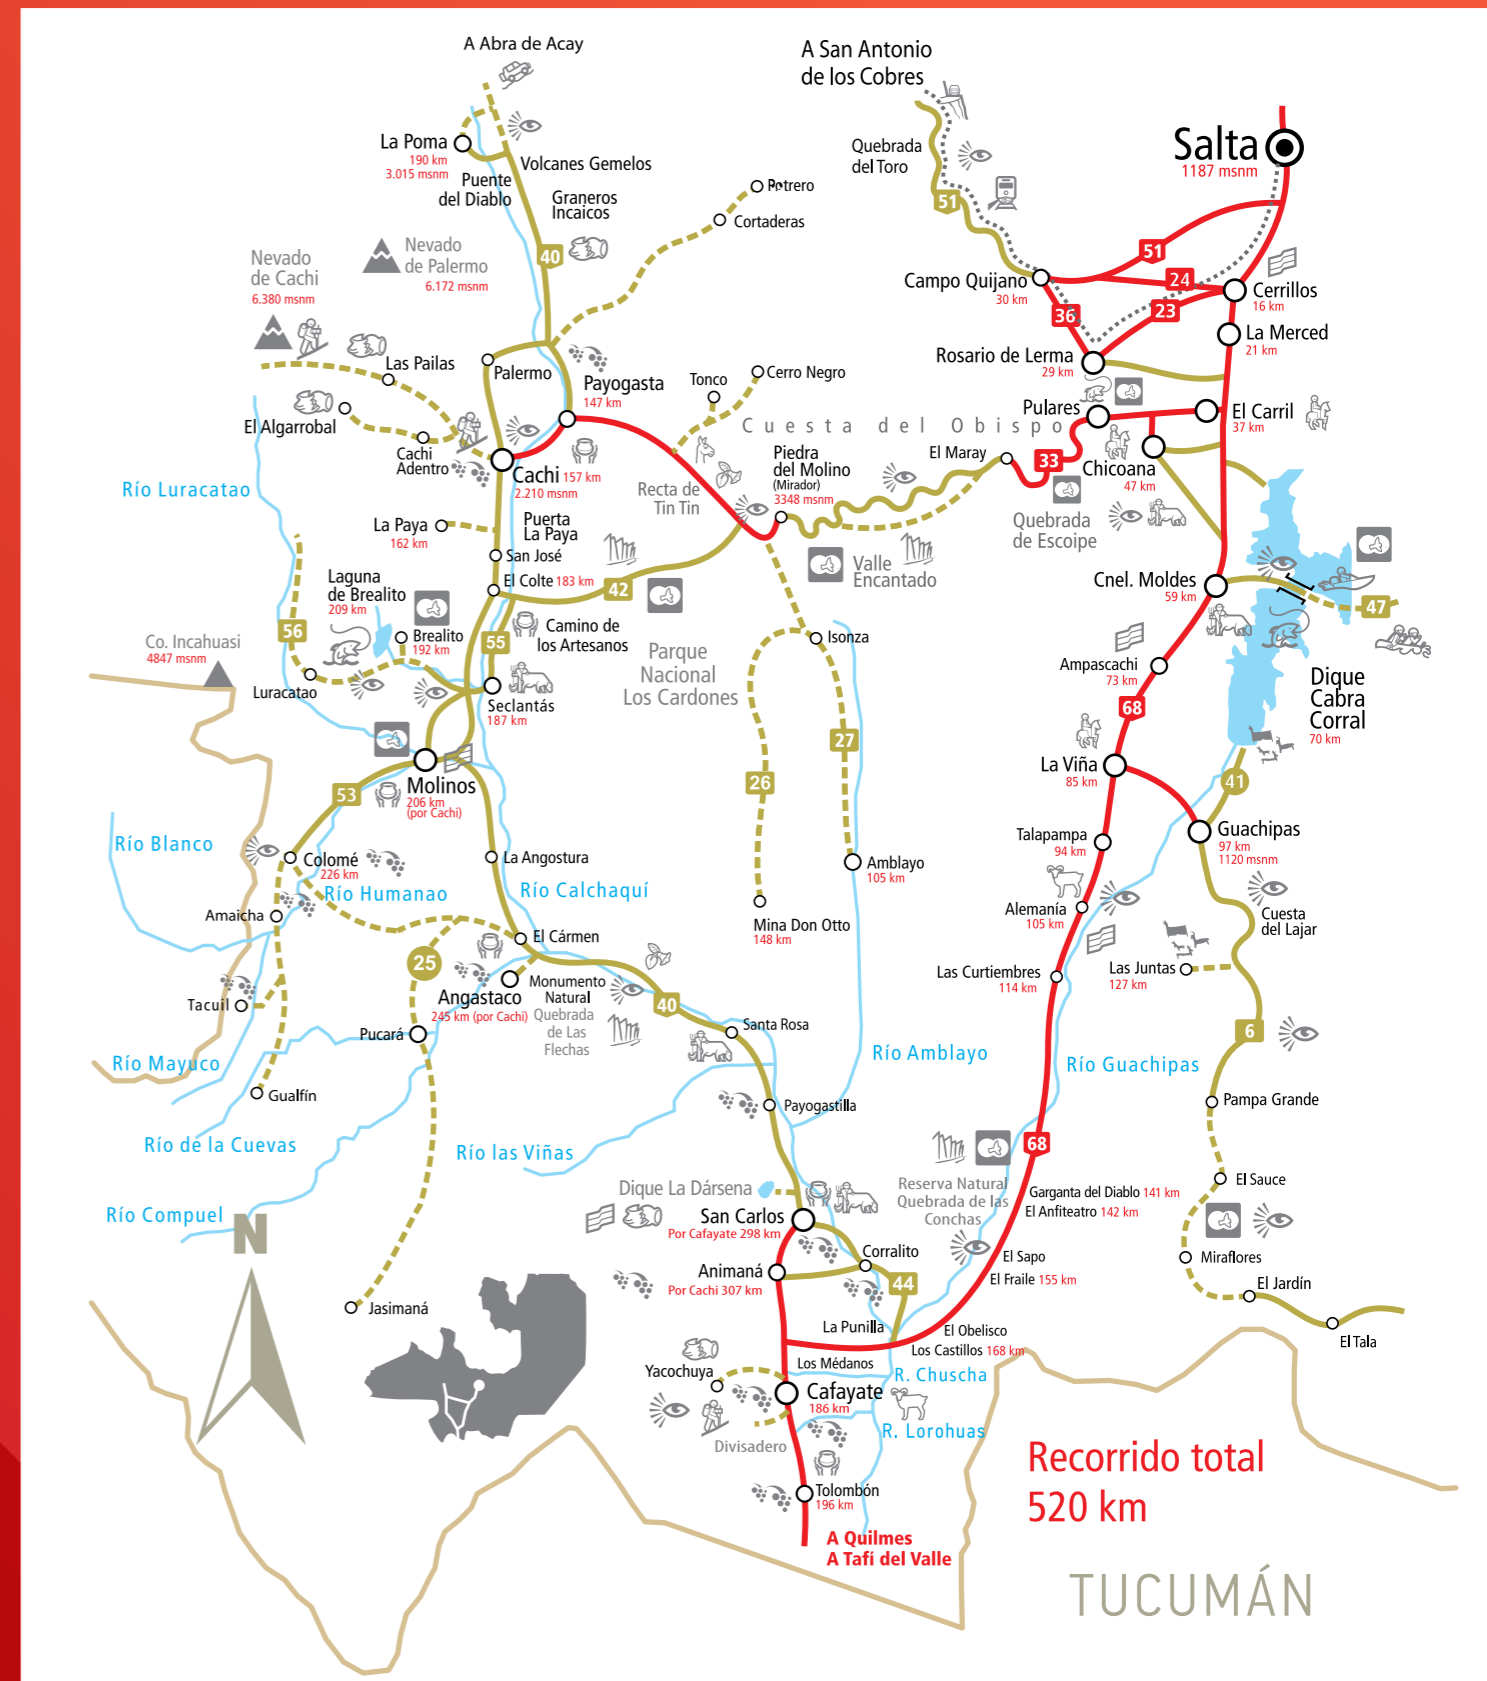 A Abra de Acay
A San Antonio
de los Cobres
La Poma
190 km
3.015 msnm
Puente
del Diablo
Volcanes Gemelos
Graneros
Incaicos
40
Potrero
Cortaderas
Quebrada
del Toro
51
Salta
1187 msnm
51
24
23
36
Campo Quijano
30 km
Cerrillos
16 km
La Merced
21 km
Rosario de Lerma
29 km
Nevado
de Cachi
6.380 msnm
Nevado
de Palermo
6.172 msnm
Las Pailas
Palermo
Payogasta
147 km
Tonco
Cerro Negro
El Algarrobal
Cachi
Adentro
Cachi 157 km
2.210 msnm
Cuesta del Obispo
Pulares
El Carril
37 km
Chicoana
47 km
33
El Maray
Piedra
del Molino
(Mirador)
3348 msnm
Recta de
Tin Tin
Quebrada
de Escoipe
Valle
Encantado
Río Luracatao
La Paya
162 km
Puerta
La Paya
San José
El Colte 183 km
42
Laguna
de Brealito
209 km
Brealito
192 km
56
55
Camino de
los Artesanos
Co. Incahuasi
4847 msnm
Luracatao
Seclantás
187 km
Parque
Nacional
Los Cardones
Isonza
27
26
Cnel. Moldes
59 km
47
Ampascachi
73 km
68
Dique
Cabra
Corral
70 km
La Viña
85 km
41
Guachipas
97 km
1120 msnm
Talapampa
94 km
Alemanía
105 km
Cuesta
del Lajar
Las Curtiembres
114 km
Las Juntas
127 km
Molinos
206 km
(por Cachi)
53
Río Blanco
Colomé
226 km
Río Humanao
La Angostura
Río Calchaquí
Amblayo
105 km
Mina Don Otto
148 km
Amaicha
El Cármen
25
Tacuil
Angastaco
245 km (por Cachi)
Monumento
Natural
Quebrada
de Las
Flechas
40
Santa Rosa
Pucará
Río Mayuco
Gualfín
Río Amblayo
Río Guachipas
6
Pampa Grande
Payogastilla
Río de la Cuevas
Río las Viñas
68
Reserva Natural
Quebrada de las
Conchas
Garganta del Diablo 141 km
El Anfiteatro 142 km
El Sauce
Río Compuel
Dique La Dársena
San Carlos
Por Cafayate 298 km
Corralito
El Sapo
El Fraile 155 km
Miraflores
Animaná
Por Cachi 307 km
44
El Jardín
N
Jasimaná
La Punilla
El Obelisco
Los Castillos 168 km
El Tala
Los Médanos
R. Chuscha
Yacochuya
Cafayate
186 km
R. Lorohuas
Divisadero
Tolombón
196 km
A Quilmes
A Tafí del Valle
Recorrido total
520 km
TUCUMÁN